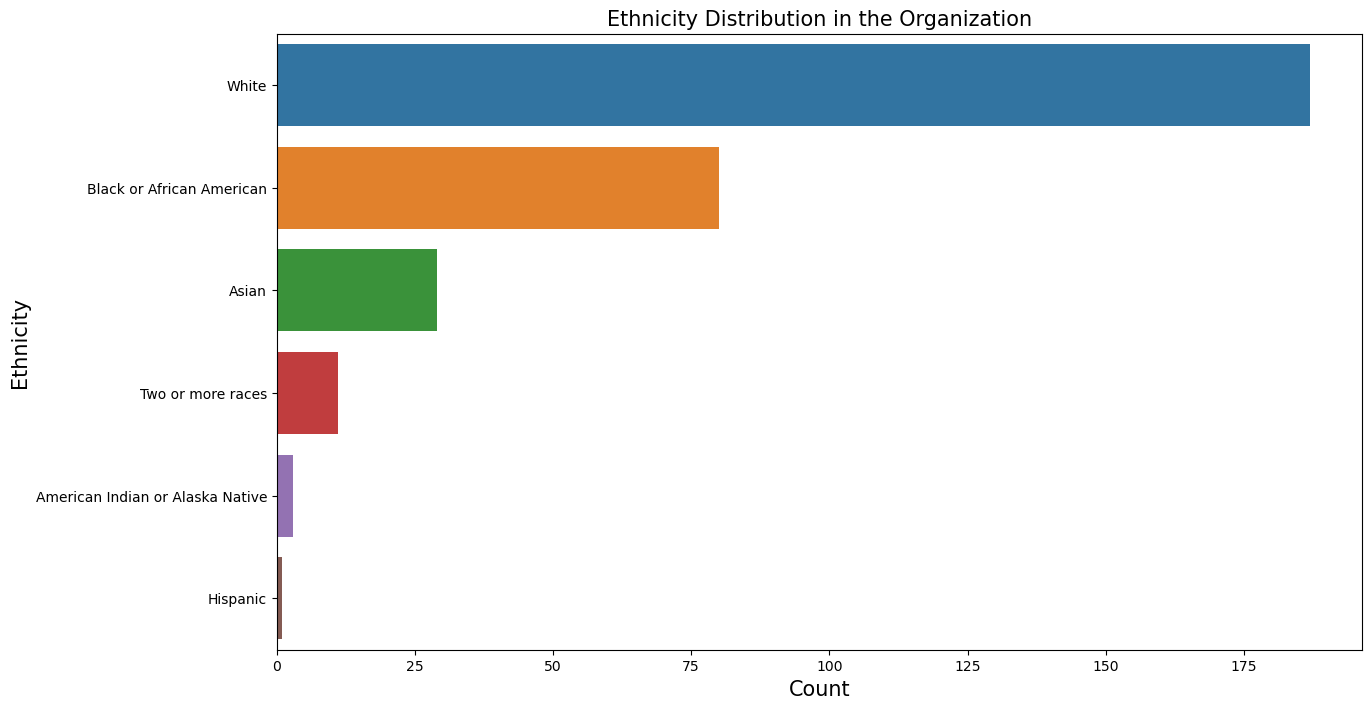 Ethnicity Distribution in the Organization
Ethnicity
White
Black or African American
Asian
Two or more races
American Indian or Alaska Native
Hispanic
0 25 50 75 100 125 150 175
Count